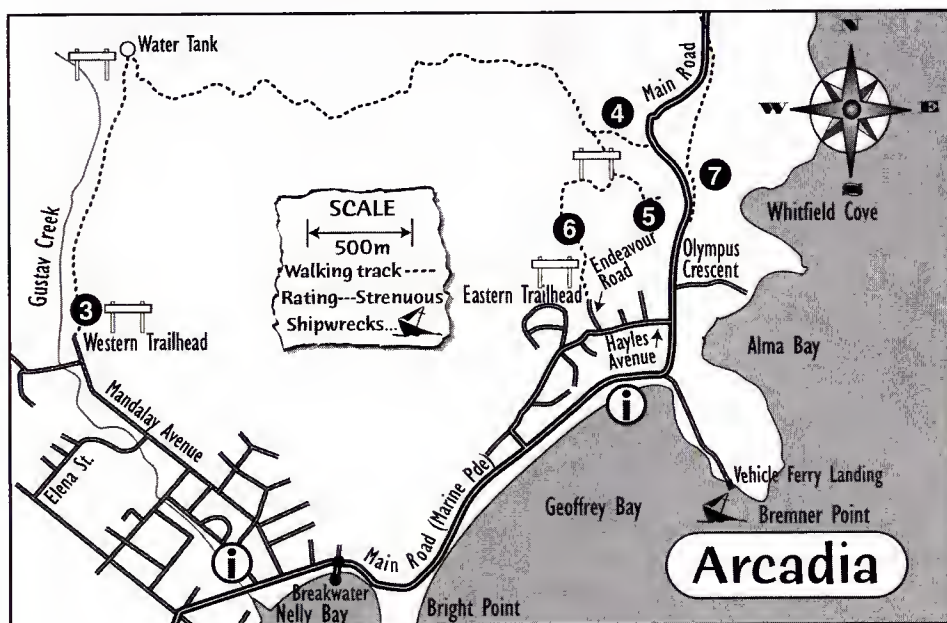 Water Tank
Main Road
N
W
E
S
4
7
Whitfield Cove
SCALE
500m
Walking track
Rating---Strenuous
Shipwrecks...
Gustav Creek
5
6
Endeavour
Road
Olympus
Crescent
Eastern Trailhead
3
Western Trailhead
Hayles
Avenue
Alma Bay
i
Mandalay Avenue
Elena St.
Main Road (Marine Pde)
Vehicle Ferry Landing
Geoffrey Bay
Bremner Point
i
Arcadia
Breakwater
Nelly Bay
Bright Point